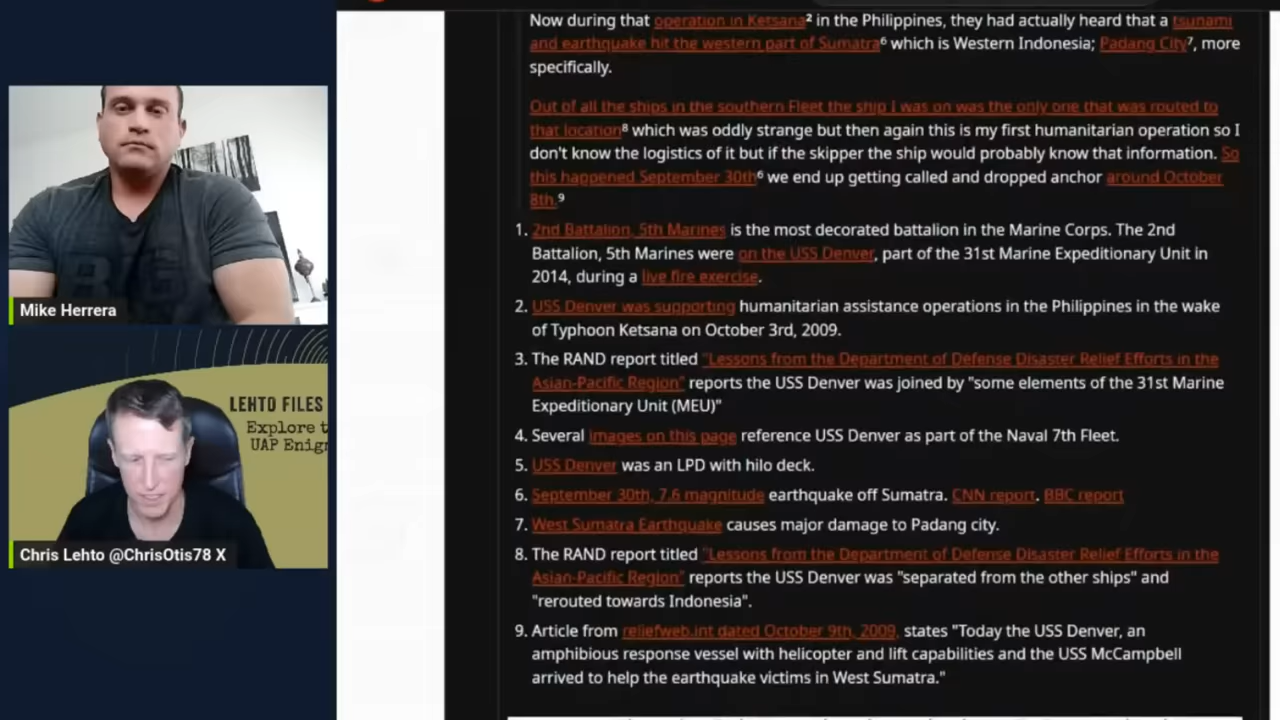 Now during that operation in Ketsana² in the Philippines, they had actually heard that a tsunami
and earthquake hit the western part of Sumatra⁶ which is Western Indonesia; Padang City⁷, more
specifically.
Out of all the ships in the southern Fleet the ship I was on was the only one that was routed to
that location⁸ which was oddly strange but then again this is my first humanitarian operation so I
don't know the logistics of it but if the skipper the ship would probably know that information. So
this happened September 30th⁶ we end up getting called and dropped anchor around October
8th.⁹
1. 2nd Battalion, 5th Marines is the most decorated battalion in the Marine Corps. The 2nd
Battalion, 5th Marines were on the USS Denver, part of the 31st Marine Expeditionary Unit in
2014, during a live fire exercise.
2. USS Denver was supporting humanitarian assistance operations in the Philippines in the wake
of Typhoon Ketsana on October 3rd, 2009.
3. The RAND report titled "Lessons from the Department of Defense Disaster Relief Efforts in the
Asian-Pacific Region" reports the USS Denver was joined by "some elements of the 31st Marine
Expeditionary Unit (MEU)"
4. Several images on this page reference USS Denver as part of the Naval 7th Fleet.
5. USS Denver was an LPD with hilo deck.
6. September 30th, 7.6 magnitude earthquake off Sumatra. CNN report. BBC report
7. West Sumatra Earthquake causes major damage to Padang city.
8. The RAND report titled "Lessons from the Department of Defense Disaster Relief Efforts in the
Asian-Pacific Region" reports the USS Denver was "separated from the other ships" and
"rerouted towards Indonesia".
9. Article from reliefweb.int dated October 9th, 2009, states "Today the USS Denver, an
amphibious response vessel with helicopter and lift capabilities and the USS McCampbell
arrived to help the earthquake victims in West Sumatra."
Mike Herrera
LEHTO FILES
Explore t
UAP Enig
Chris Lehto @ChrisOtis78 X